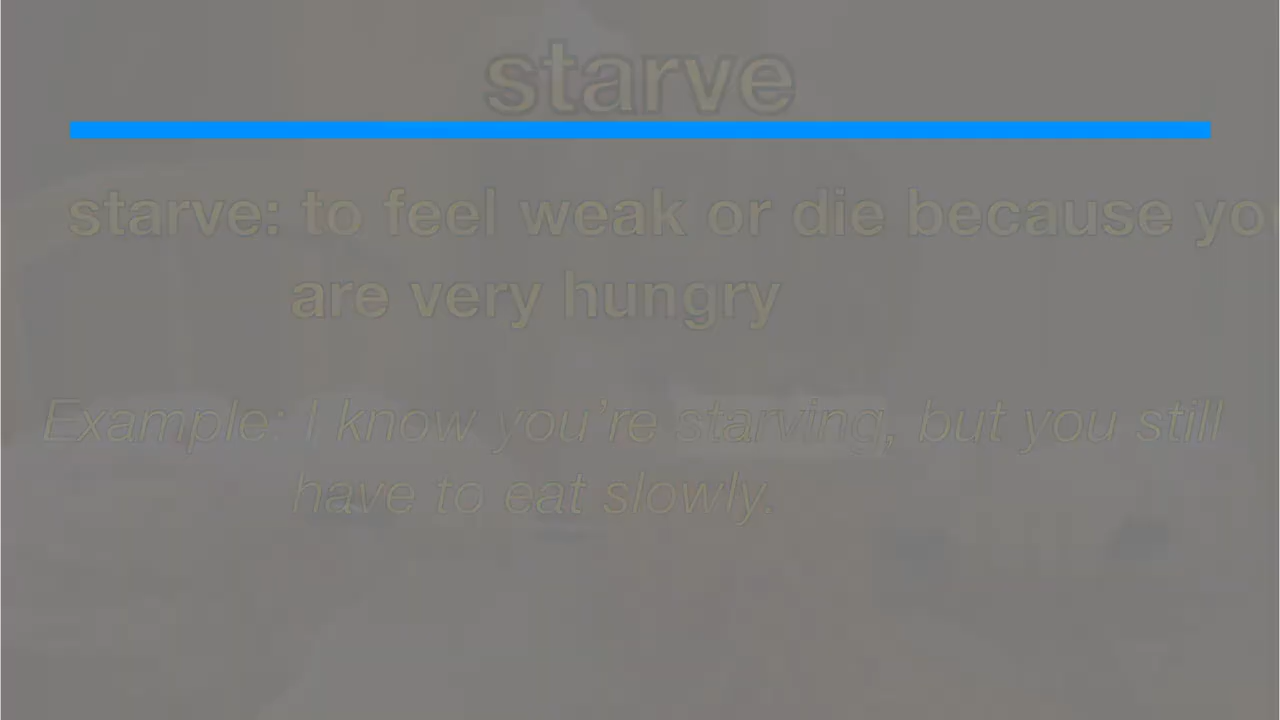 starve
starve: to feel weak or die because yo
are very hungry
Example: I know you’re starving, but you still
have to eat slowly.